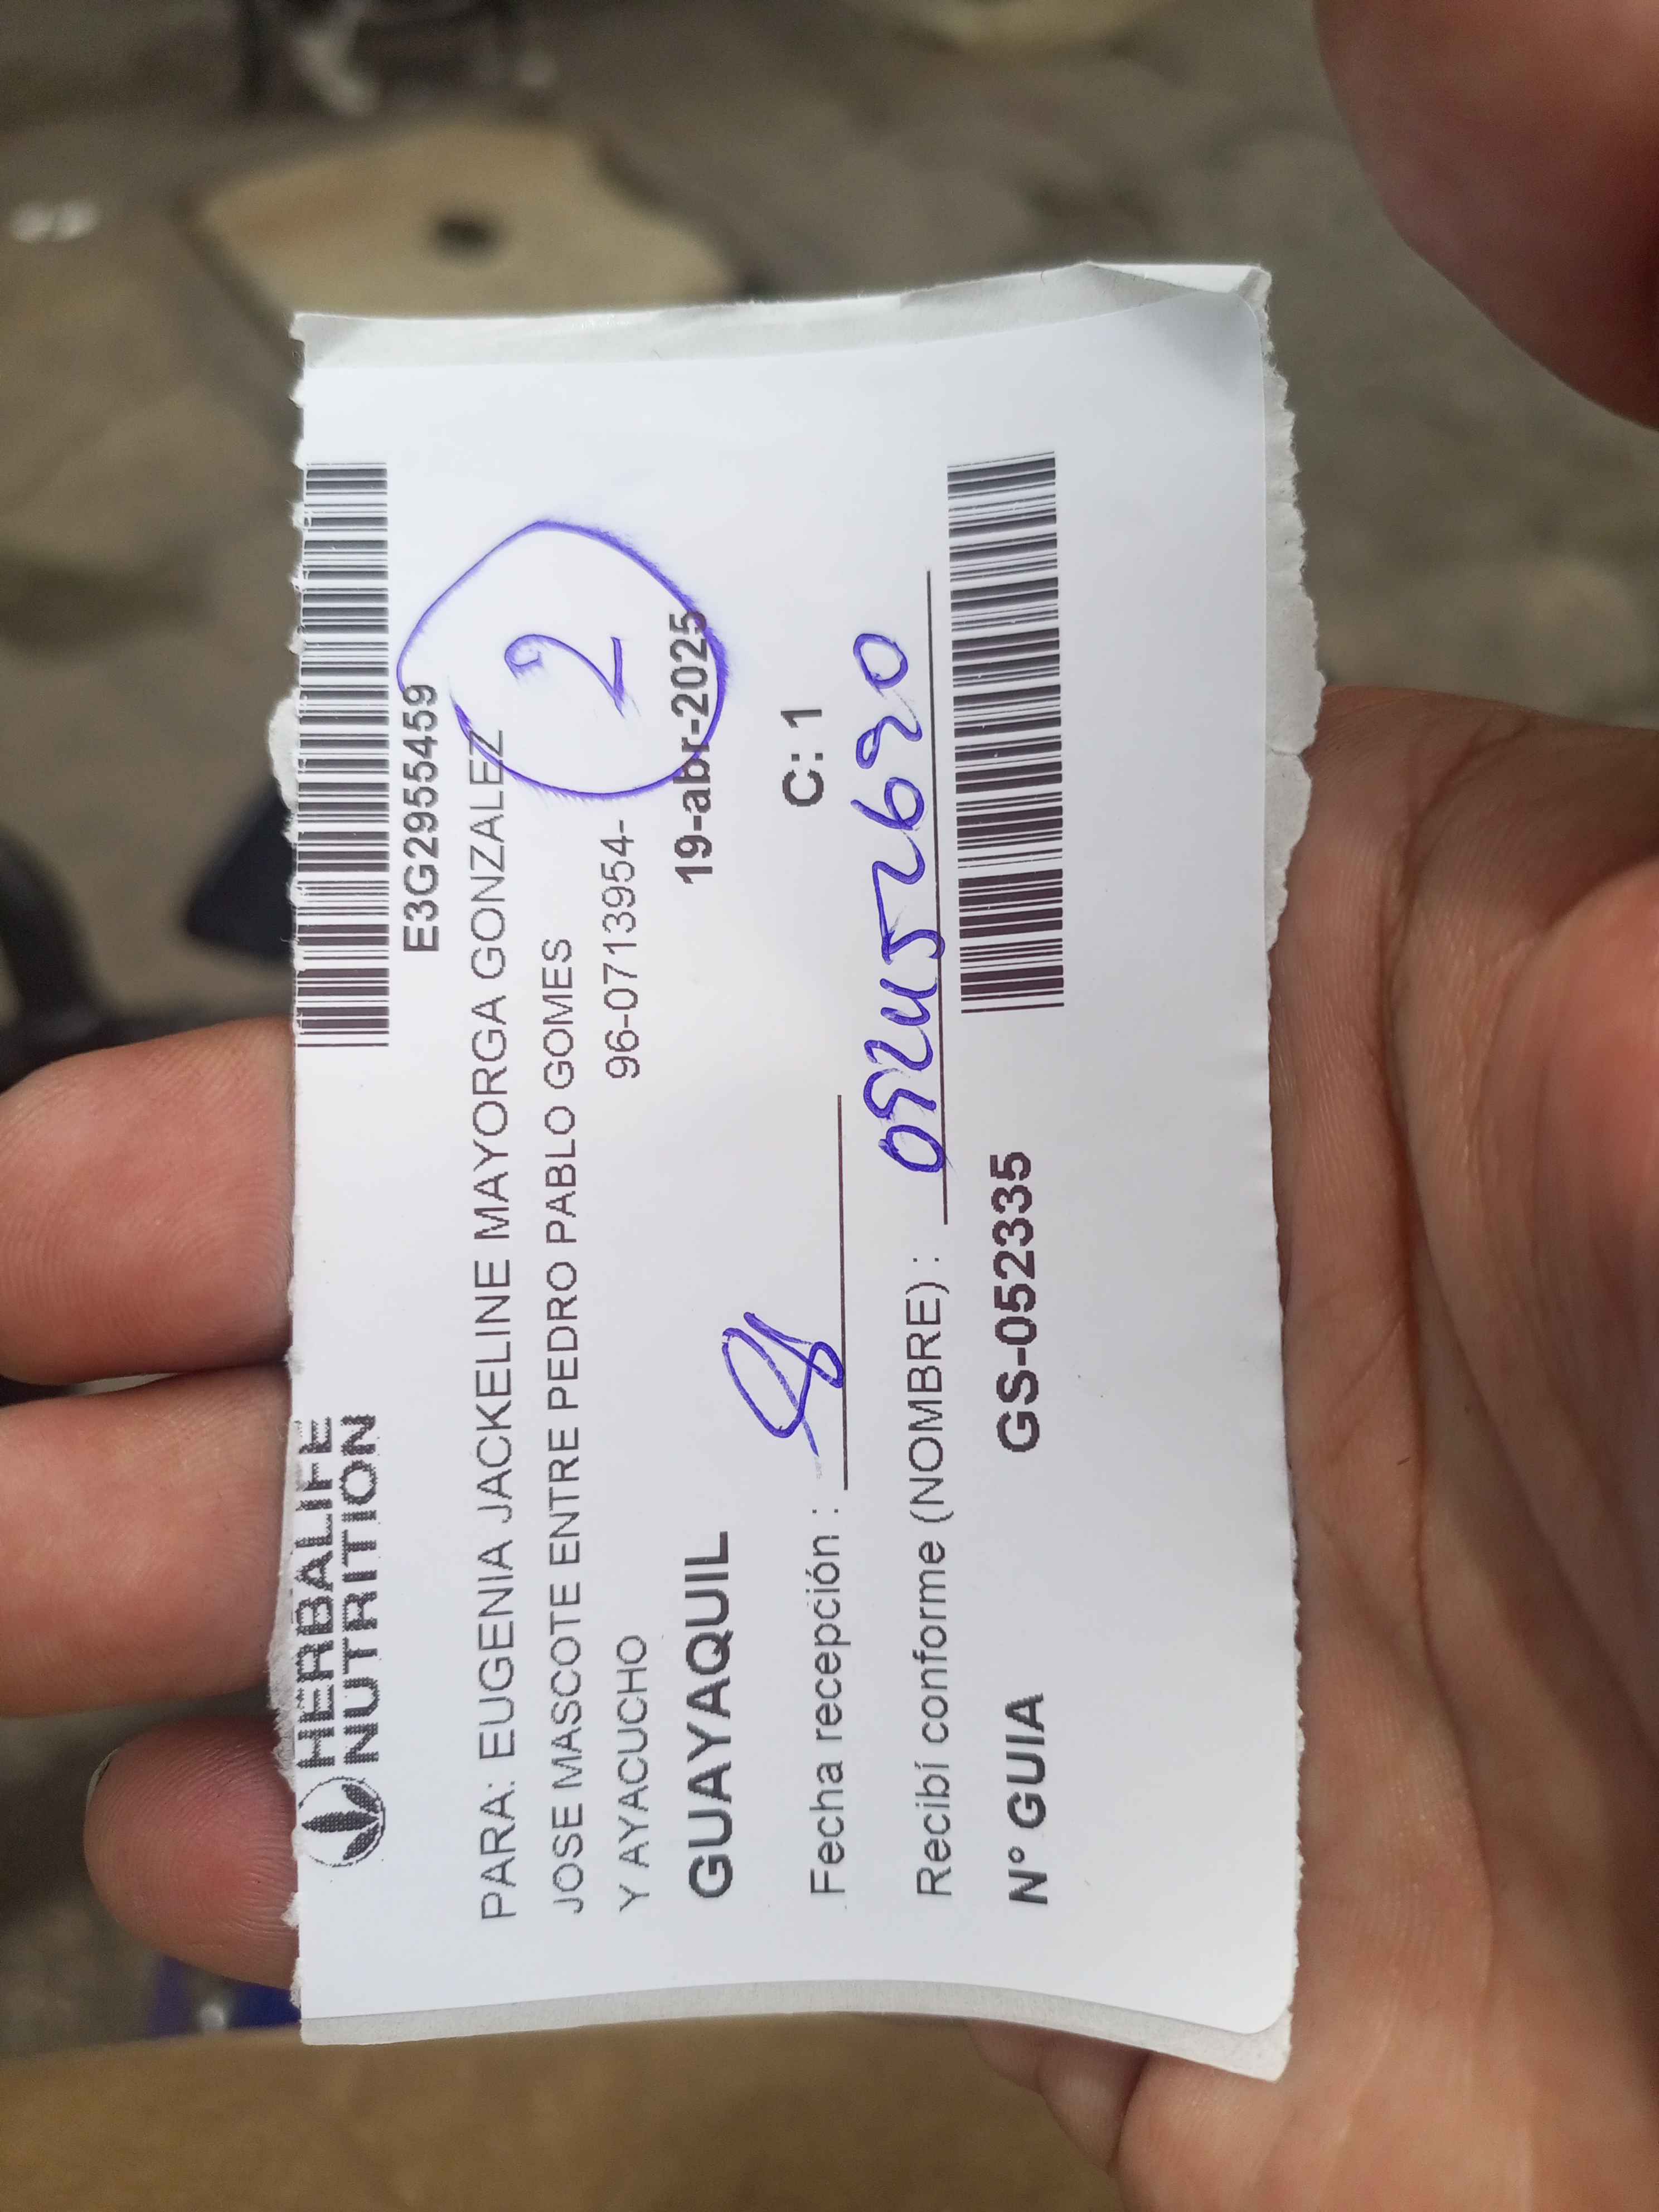 HERBALIFE
NUTRITION
E3G2955459
PARA: EUGENIA JACKELINE MAYORGA GONZALEZ
2
JOSE MASCOTE ENTRE PEDRO PABLO GOMES
Y AYACUCHO
96-0713954-
GUAYAQUIL
19-abr-2025
Fecha recepción :
C: 1
Recibí conforme (NOMBRE) :
N° GUIA
GS-052335